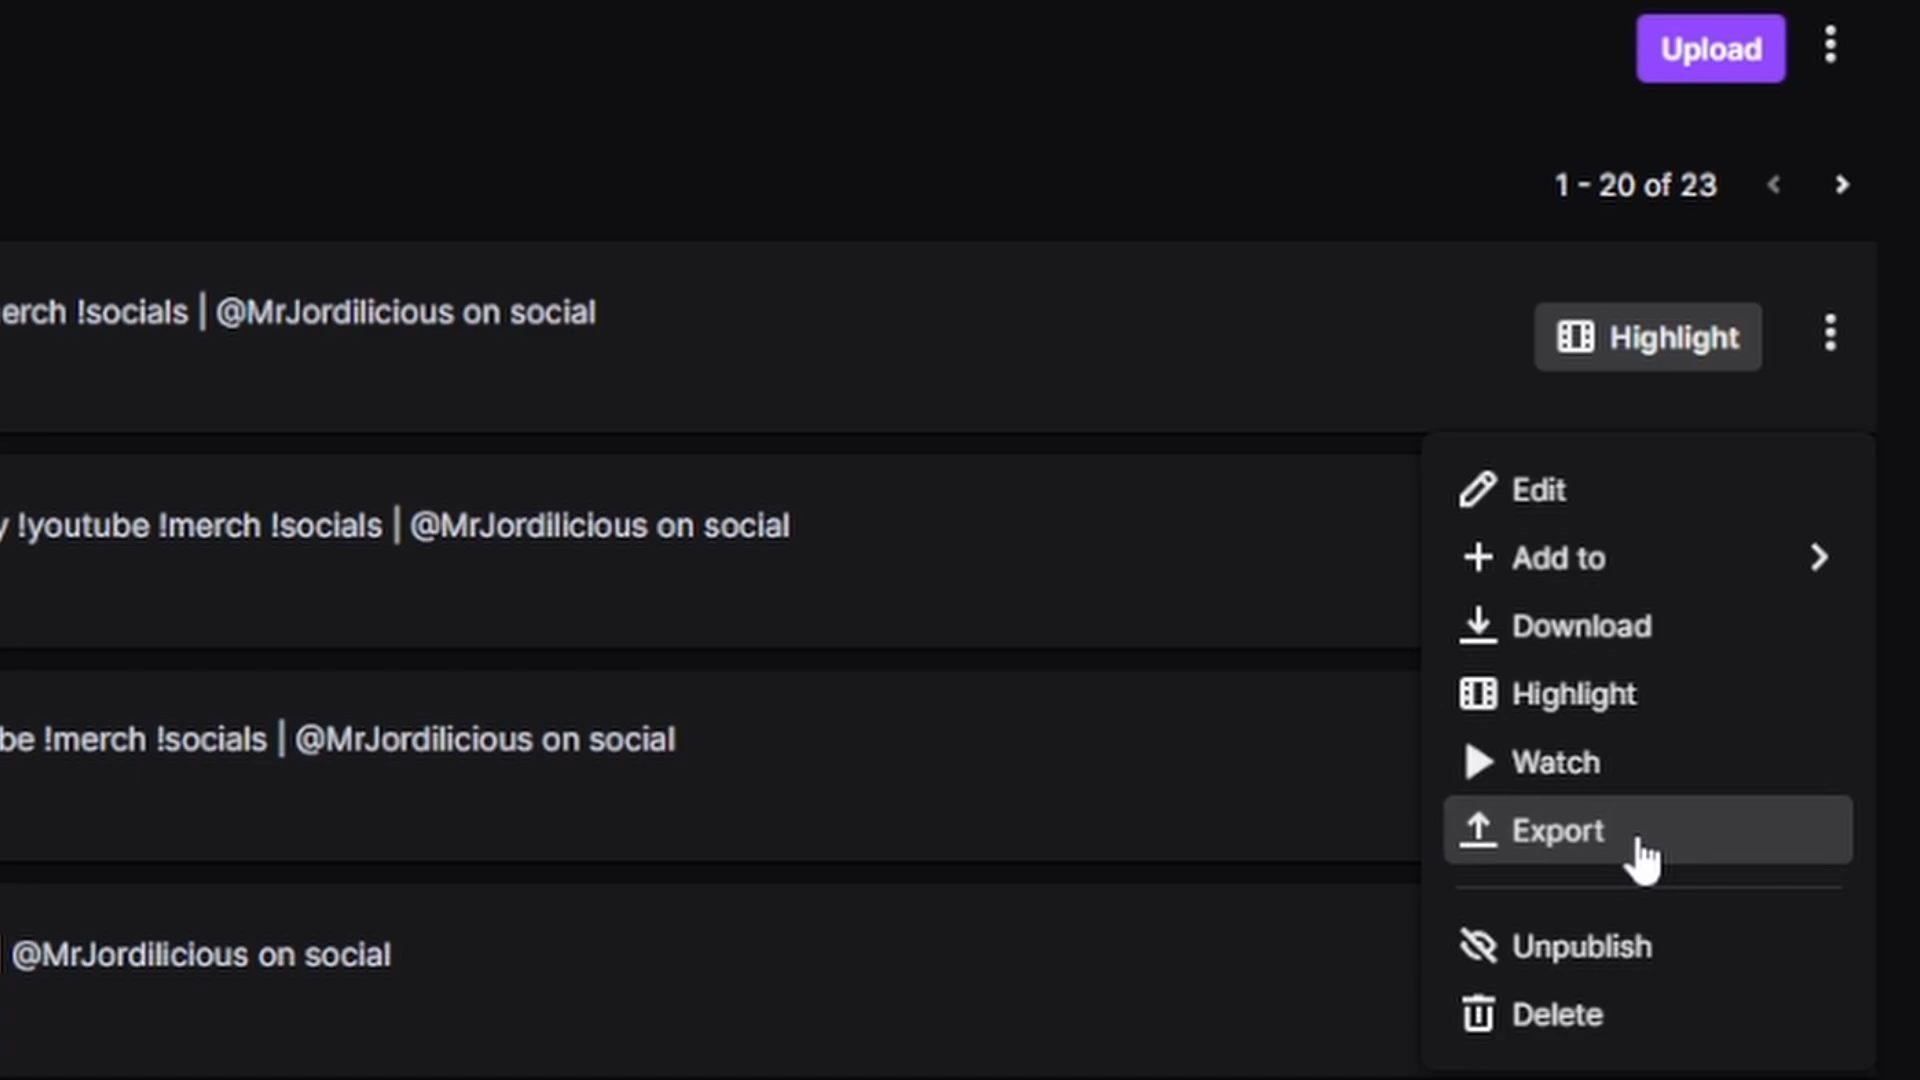 Upload
1 - 20 of 23
erch !socials | @MrJordilicious on social
Highlight
y !youtube !merch !socials | @MrJordilicious on social
be !merch !socials | @MrJordilicious on social
| @MrJordilicious on social
Edit
Add to
Download
Highlight
Watch
Export
Unpublish
Delete